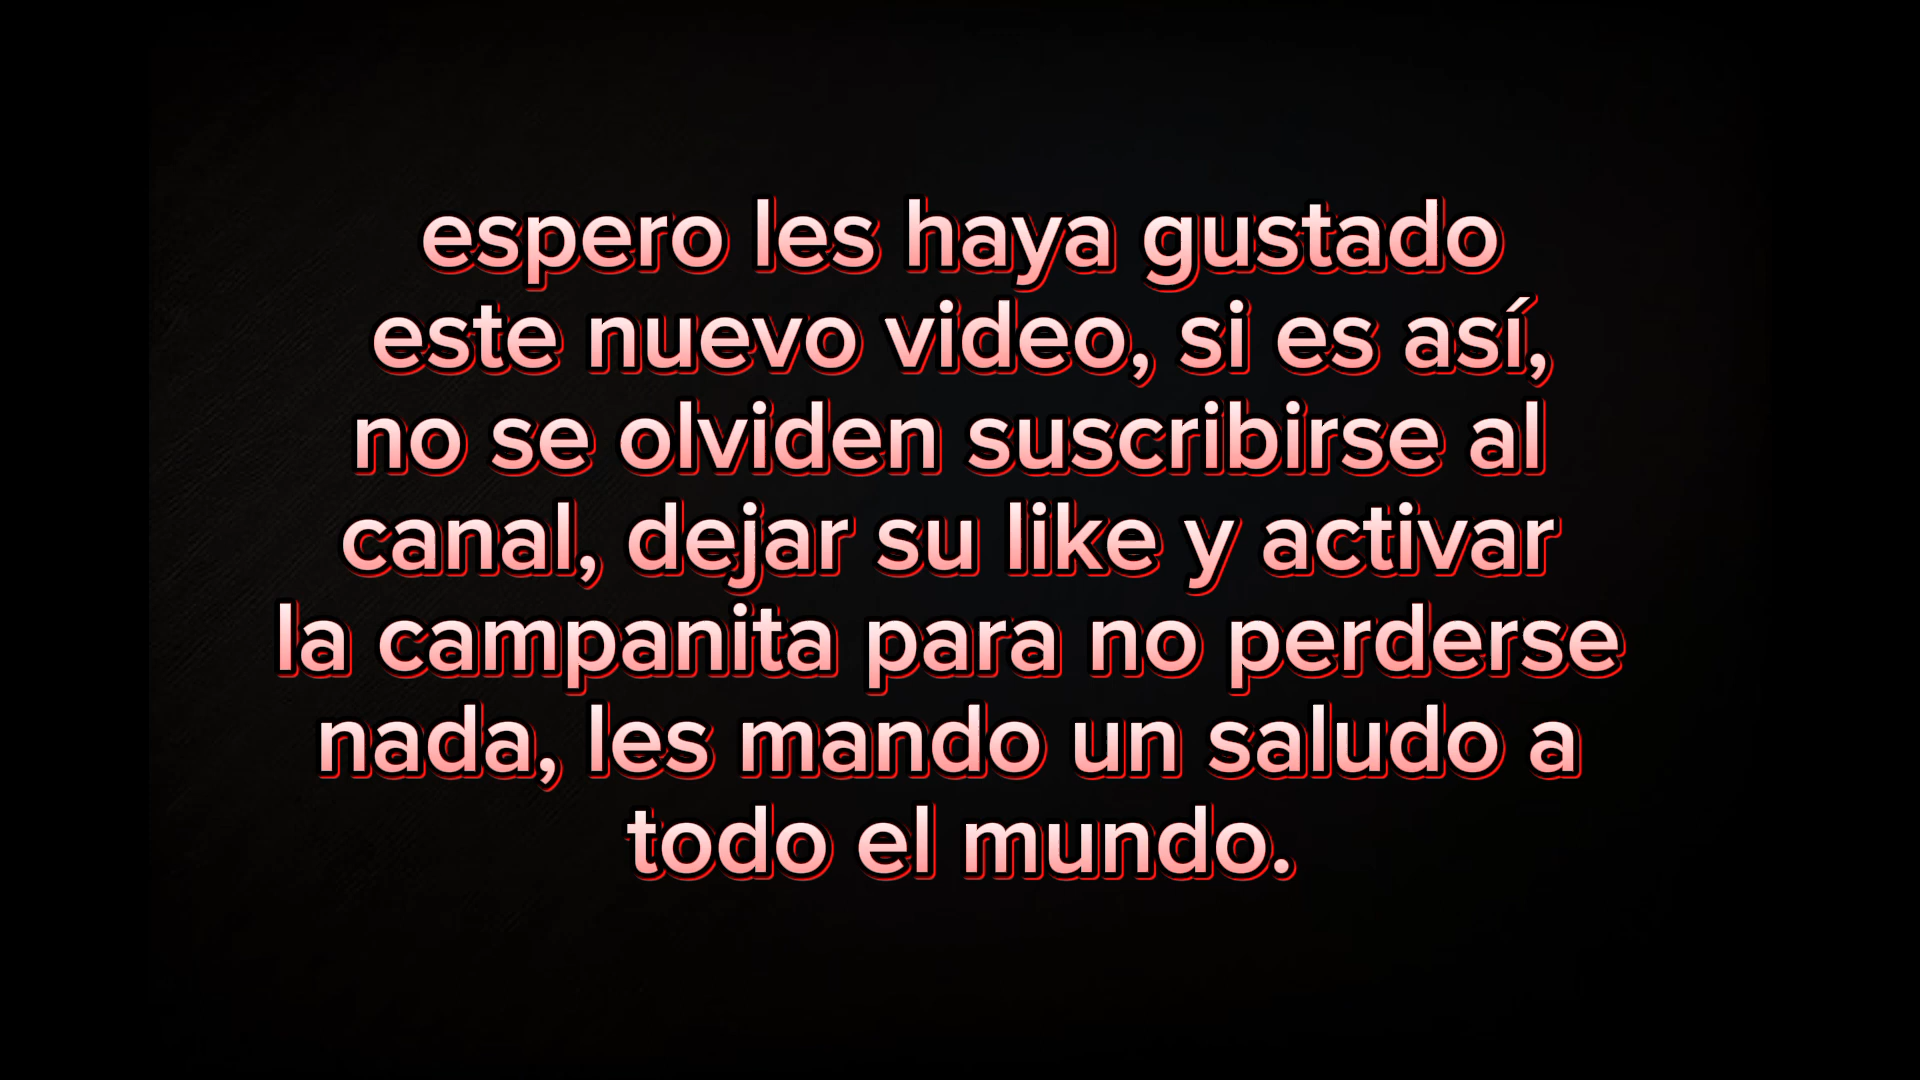 espero les haya gustado
este nuevo video, si es así,
no se olviden suscribirse al
canal, dejar su like y activar
la campanita para no perderse
nada, les mando un saludo a
todo el mundo.